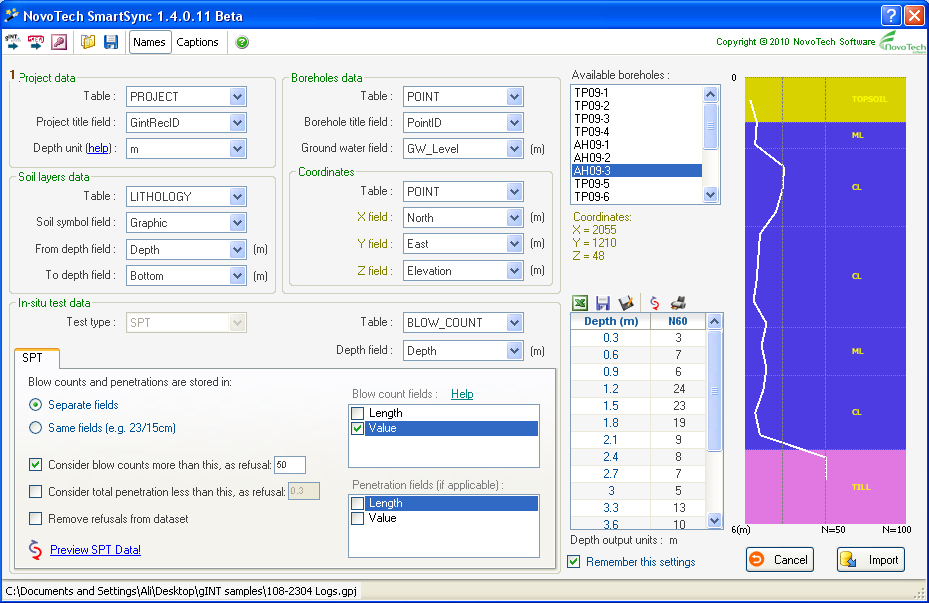 NovoTech SmartSync 1.4.0.11 Beta
gINT
Names
Captions
Copyright © 2010 NovoTech Software
NovoTech
1
Project data
Table :
PROJECT
Project title field :
GintRecID
Depth unit (help) :
m
Soil layers data
Table :
LITHOLOGY
Soil symbol field :
Graphic
From depth field :
Depth
(m)
To depth field :
Bottom
(m)
Boreholes data
Table :
POINT
Borehole title field :
PointID
Ground water field :
GW_Level
(m)
Coordinates
Table :
POINT
X field :
North
(m)
Y field :
East
(m)
Z field :
Elevation
(m)
In-situ test data
Test type :
SPT
Table :
BLOW_COUNT
Depth field :
Depth
(m)
SPT
Blow counts and penetrations are stored in:
Separate fields
Same fields (e.g. 23/15cm)
Consider blow counts more than this, as refusal:
50
Consider total penetration less than this, as refusal:
0.3
Remove refusals from dataset
Preview SPT Data!
Blow count fields :
Help
Length
Value
Penetration fields (if applicable) :
Length
Value
Available boreholes :
TP09-1
TP09-2
TP09-3
TP09-4
AH09-1
AH09-2
AH09-3
TP09-5
TP09-6
Coordinates:
X = 2055
Y = 1210
Z = 48
Depth (m) N60
0.3 3
0.6 7
0.9 6
1.2 24
1.5 23
1.8 19
2.1 9
2.4 8
2.7 7
3 5
3.3 13
3.6 10
Depth output units : m
Remember this settings
0
TOPSOIL
ML
CL
CL
ML
CL
TILL
6(m) N=50 N=100
Cancel
Import
C:\Documents and Settings\Ali\Desktop\gINT samples\108-2304 Logs.gpj